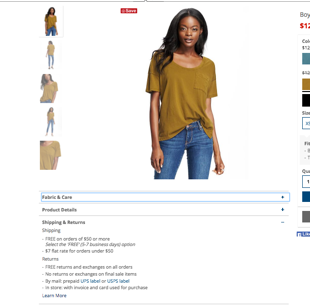 Save
Boy
$12
Col
$12
Siz
Fi
Qua
1
Fabric & Care
+
Product Details
+
Shipping & Returns
–
Shipping
- FREE on orders of $50 or more
Select the 'FREE' (5-7 business days) option
- $7 flat rate for orders under $50
Returns
- FREE returns and exchanges on all orders
- No returns or exchanges on final sale items
- By mail: prepaid UPS label or USPS label
- In store: with invoice and card used for purchase
Learn More